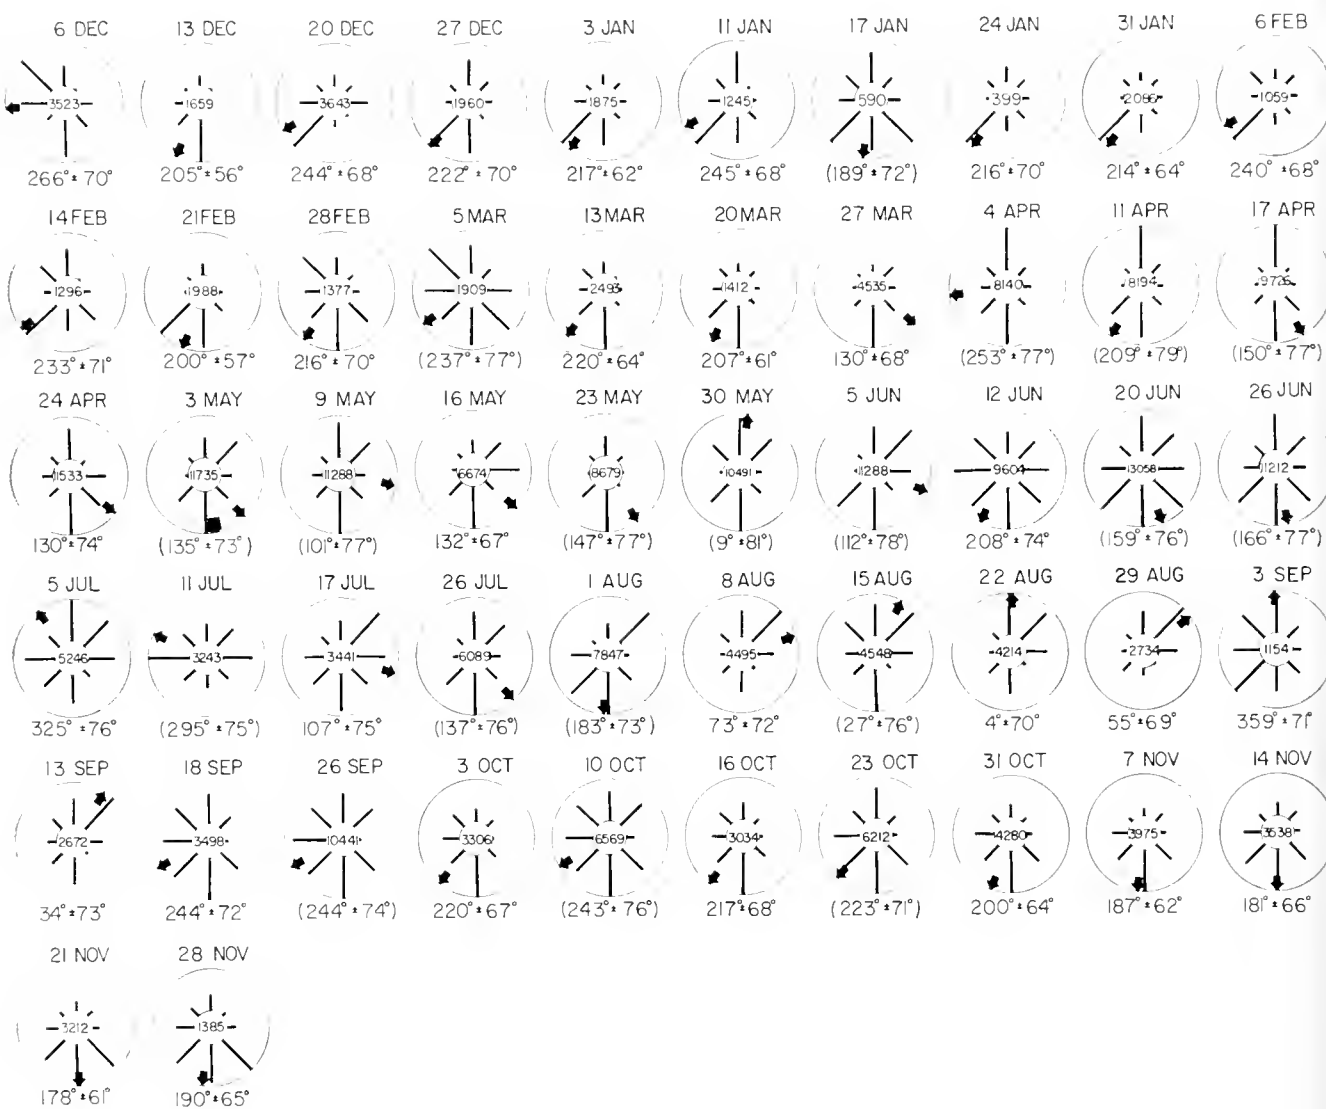 6 DEC 13 DEC 20 DEC 27 DEC 3 JAN 11 JAN 17 JAN 24 JAN 31 JAN 6 FEB
3523 1659 3643 1960 1875 1245 590 399 2086 1059
266°±70° 205°±56° 244°±68° 222°±70° 217°±62° 245°±68° (189°±72°) 216°±70° 214°±64° 240°±68°
14 FEB 21 FEB 28 FEB 5 MAR 13 MAR 20 MAR 27 MAR 4 APR 11 APR 17 APR
1296 1988 1377 1909 2493 1412 4535 8140 8194 9726
233°±71° 200°±57° 216°±70° (237°±77°) 220°±64° 207°±61° 130°±68° (253°±77°) (209°±79°) (150°±77°)
24 APR 3 MAY 9 MAY 16 MAY 23 MAY 30 MAY 5 JUN 12 JUN 20 JUN 26 JUN
11533 11735 11288 6674 8679 10491 11288 9604 13058 11212
130°±74° (135°±73°) (101°±77°) 132°±67° (147°±77°) (9°±81°) (112°±78°) 208°±74° (159°±76°) (166°±77°)
5 JUL 11 JUL 17 JUL 26 JUL 1 AUG 8 AUG 15 AUG 22 AUG 29 AUG 3 SEP
5246 3243 3441 6089 7847 4495 4548 4214 2734 1154
325°±76° (295°±75°) 107°±75° (137°±76°) (183°±73°) 73°±72° (27°±76°) 4°±70° 55°±69° 359°±71°
13 SEP 18 SEP 26 SEP 3 OCT 10 OCT 16 OCT 23 OCT 31 OCT 7 NOV 14 NOV
2672 3498 10441 3306 6569 3034 6212 4280 3975 3538
34°±73° 244°±72° (244°±74°) 220°±67° (243°±76°) 217°±68° (223°±71°) 200°±64° 187°±62° 181°±66°
21 NOV 28 NOV
3212 1385
178°±61° 190°±65°